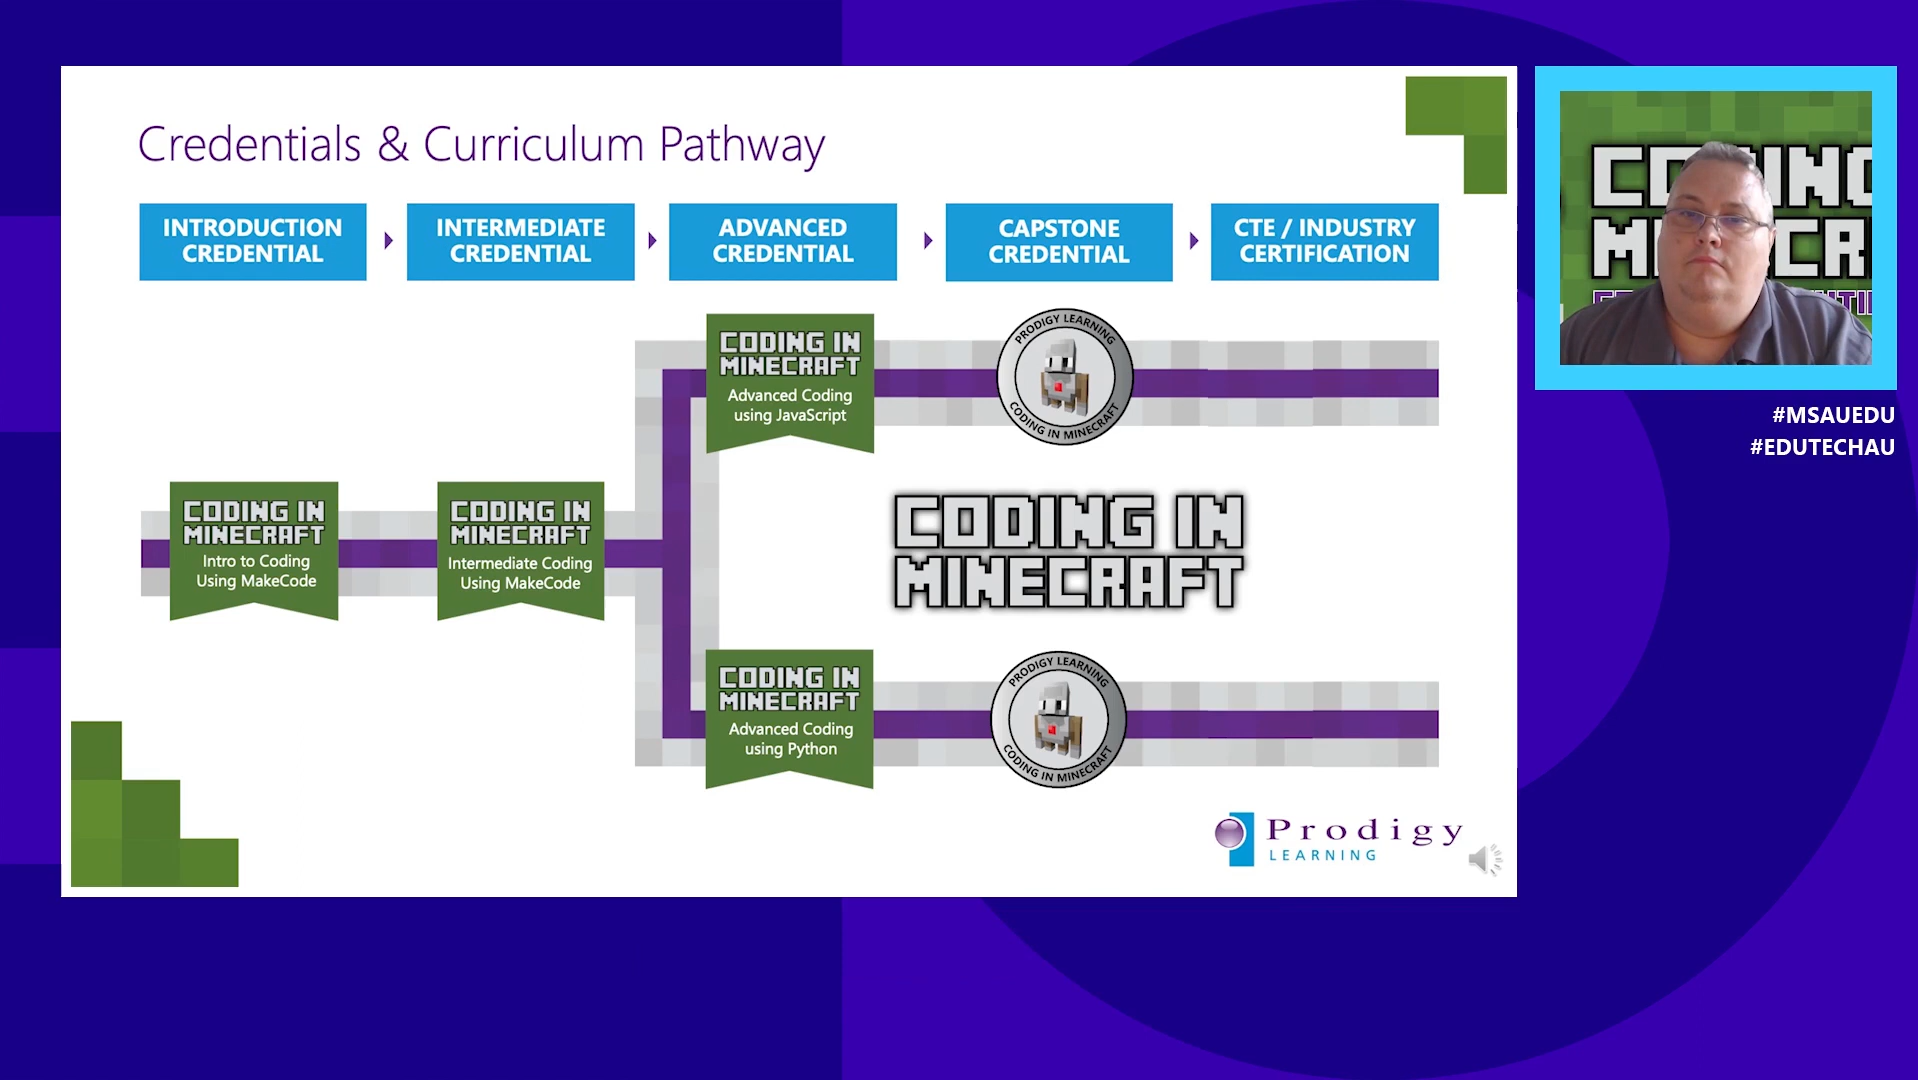 Credentials & Curriculum Pathway
INTRODUCTION
CREDENTIAL
INTERMEDIATE
CREDENTIAL
ADVANCED
CREDENTIAL
CAPSTONE
CREDENTIAL
CTE / INDUSTRY
CERTIFICATION
CODING IN
MINECRAFT
Advanced Coding
using JavaScript
PRODIGY LEARNING
CODING IN MINECRAFT
CODING IN
MINECRAFT
Intro to Coding
Using MakeCode
CODING IN
MINECRAFT
Intermediate Coding
Using MakeCode
CODING IN
MINECRAFT
CODING IN
MINECRAFT
Advanced Coding
using Python
PRODIGY LEARNING
CODING IN MINECRAFT
Prodigy
LEARNING
#MSAUEDU
#EDUTECHAU